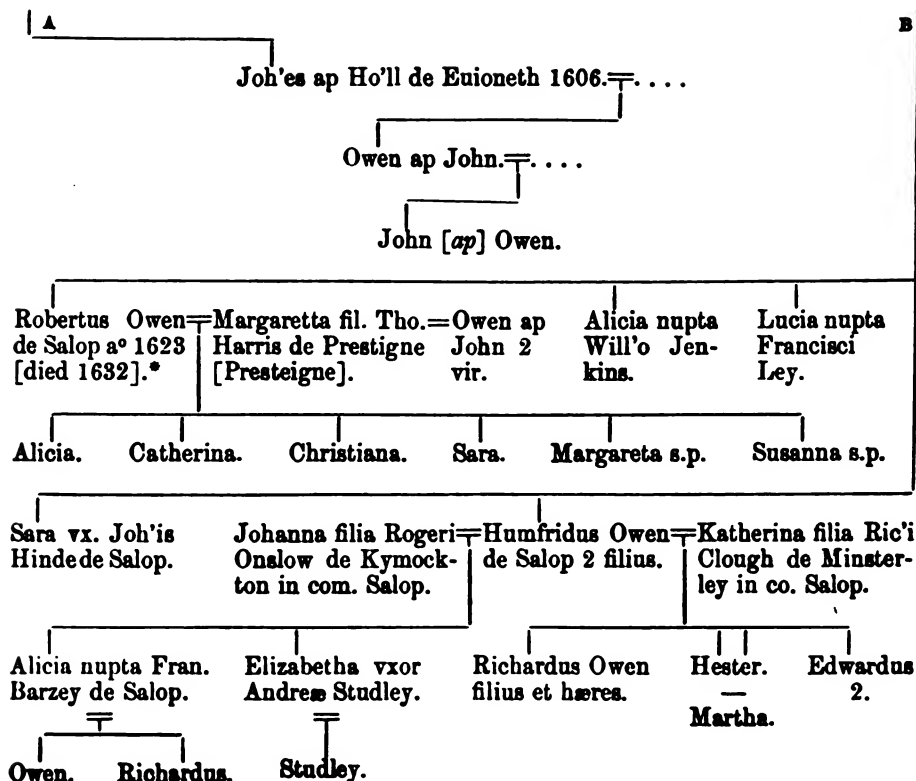 A B
Joh'es ap Ho'll de Euioneth 1606.=. . . .
Owen ap John.=. . . .
John [ap] Owen.
Robertus Owen=Margaretta fil. Tho.=Owen ap Alicia nupta Lucia nupta
de Salop aº 1623 Harris de Prestigne John 2 Will'o Jen- Francisci
[died 1632].* [Presteigne]. vir. kins. Ley.
Alicia. Catherina. Christiana. Sara. Margareta s.p. Susanna s.p.
Sara vx. Joh'is Johanna filia Rogeri=Humfridus Owen=Katherina filia Ric'i
Hinde de Salop. Onslow de Kymock- de Salop 2 filius. Clough de Minster-
ton in com. Salop. ley in co. Salop.
Alicia nupta Fran. Elizabetha vxor Richardus Owen Hester. Edwardus
Barzey de Salop. Andreæ Studley. filius et hæres. — 2.
= = Martha.
Owen. Richardus. Studley.